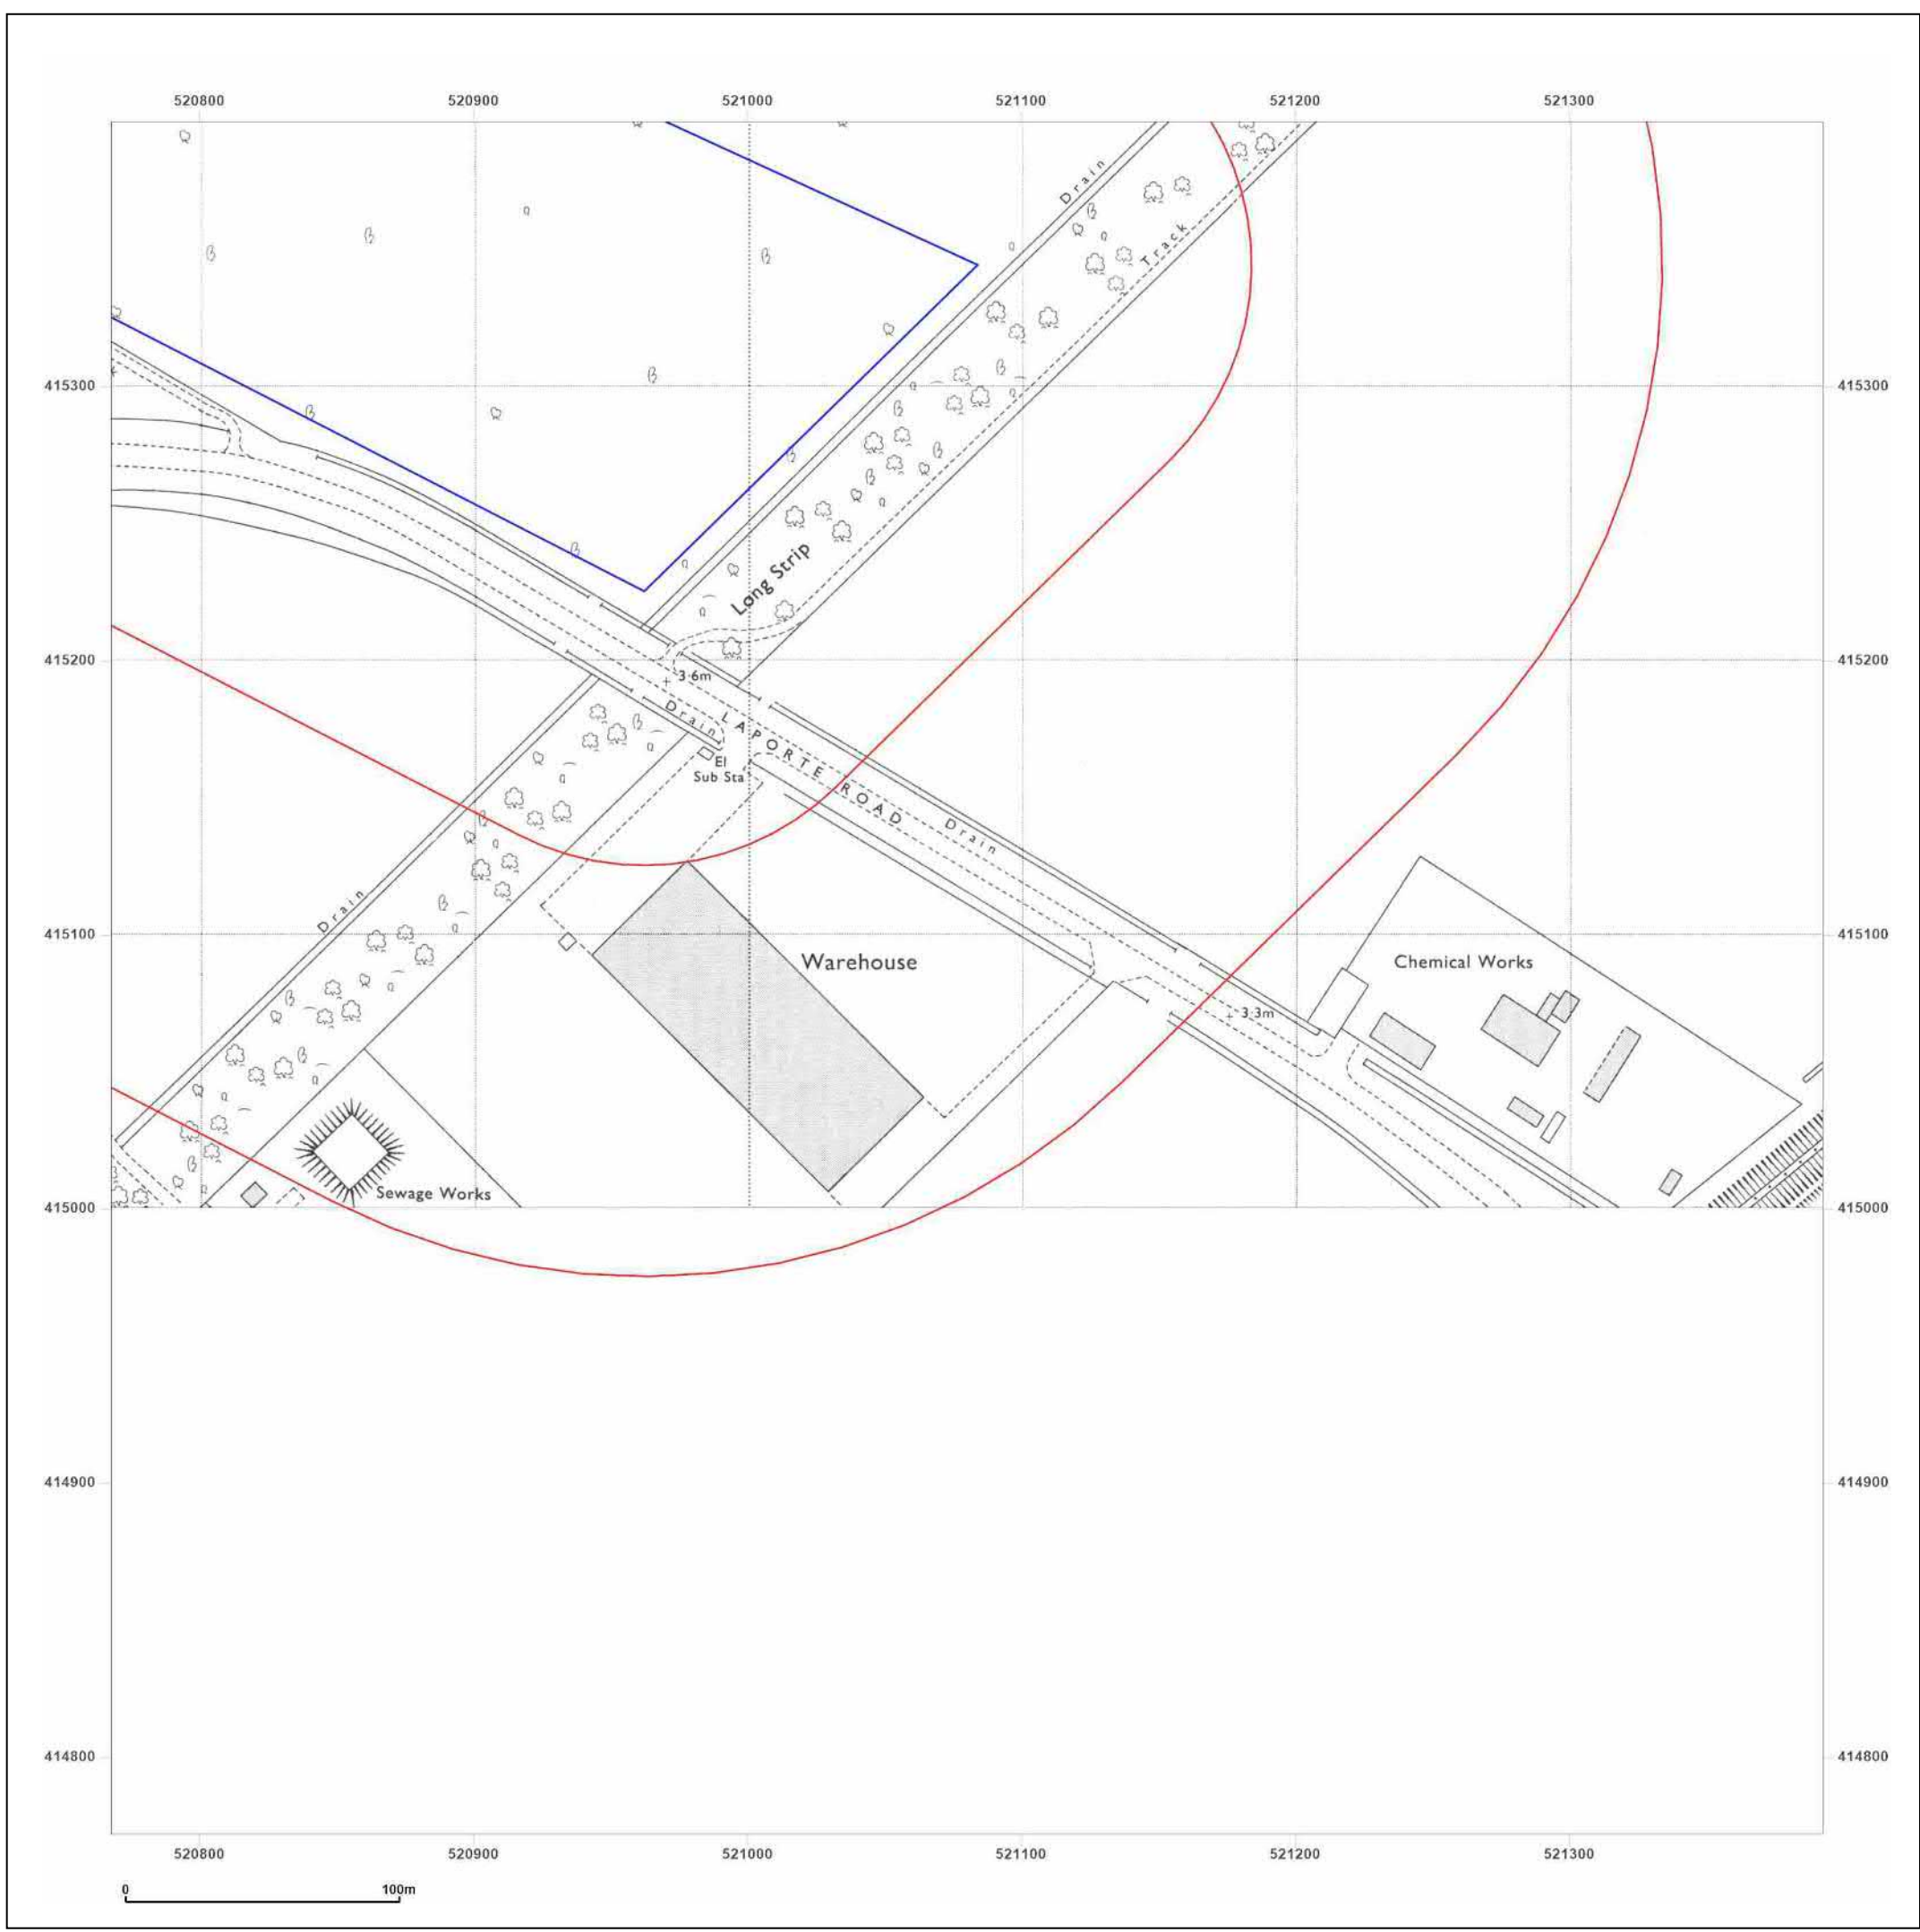 520800 520900 521000 521100 521200 521300
Drain
Track
415300 415300
Long Strip
415200 415200
3·6m
Drain
LAPORTE ROAD
El
Sub Sta
Drain
Drain
415100 415100
Warehouse
Chemical Works
3·3m
Sewage Works
415000 415000
414900 414900
414800 414800
520800 520900 521000 521100 521200 521300
0 100m